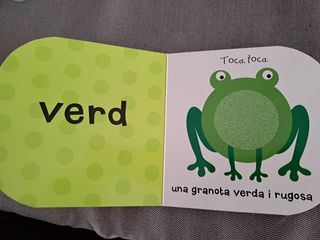 verd
Toca, toca.
una granota verda i rugosa